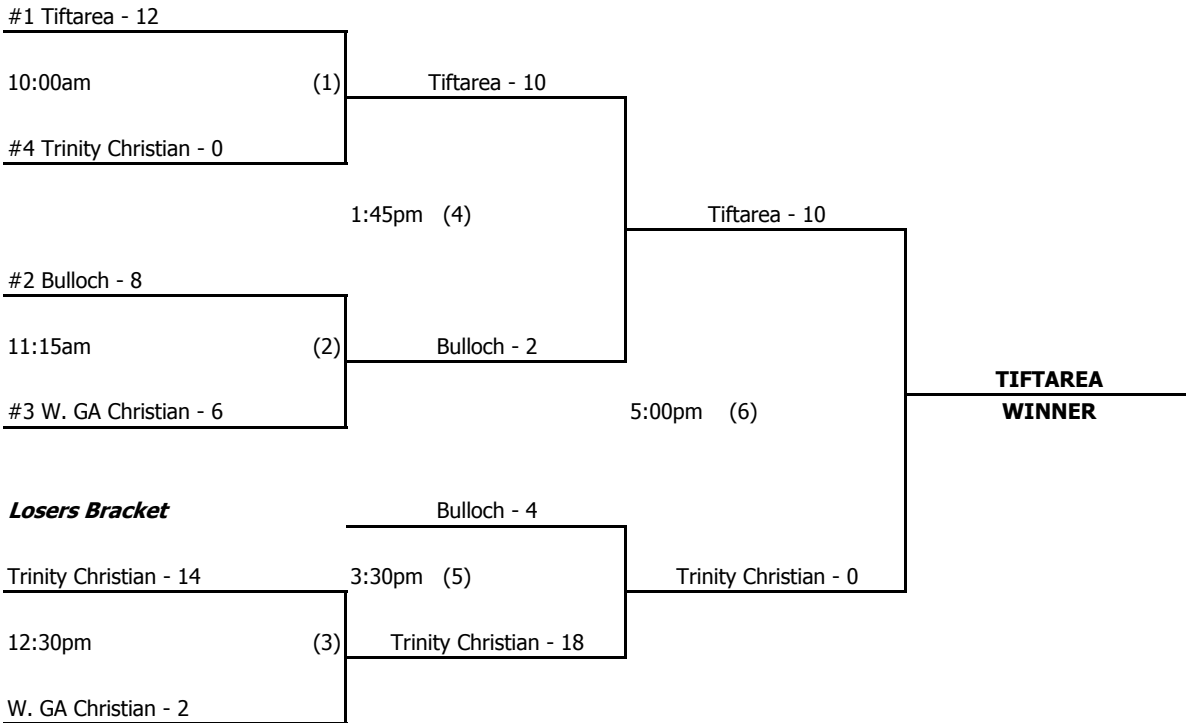 #1 Tiftarea - 12
10:00am (1) Tiftarea - 10
#4 Trinity Christian - 0
1:45pm (4) Tiftarea - 10
#2 Bulloch - 8
11:15am (2) Bulloch - 2
TIFTAREA
#3 W. GA Christian - 6 5:00pm (6) WINNER
Losers Bracket Bulloch - 4
Trinity Christian - 14 3:30pm (5) Trinity Christian - 0
12:30pm (3) Trinity Christian - 18
W. GA Christian - 2